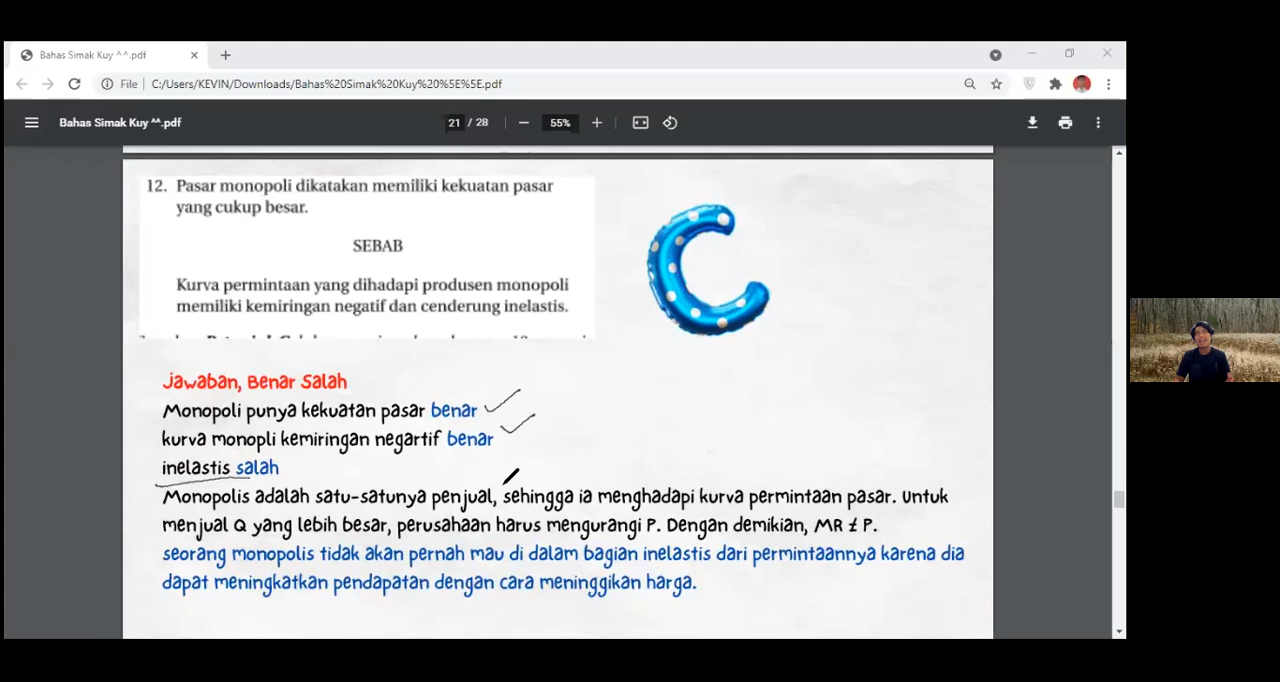 Bahas Simak Kuy ^^.pdf
File
C:/Users/KEVIN/Downloads/Bahas%20Simak%20Kuy%20%5E%5E.pdf
Bahas Simak Kuy ^^.pdf
21 / 28
55%
12. Pasar monopoli dikatakan memiliki kekuatan pasar
yang cukup besar.
SEBAB
Kurva permintaan yang dihadapi produsen monopoli
memiliki kemiringan negatif dan cenderung inelastis.
C
Jawaban, Benar Salah
Monopoli punya kekuatan pasar benar
kurva monopli kemiringan negartif benar
inelastis salah
Monopolis adalah satu-satunya penjual, sehingga ia menghadapi kurva permintaan pasar. Untuk
menjual Q yang lebih besar, perusahaan harus mengurangi P. Dengan demikian, MR ≠ P.
seorang monopolis tidak akan pernah mau di dalam bagian inelastis dari permintaannya karena dia
dapat meningkatkan pendapatan dengan cara meninggikan harga.